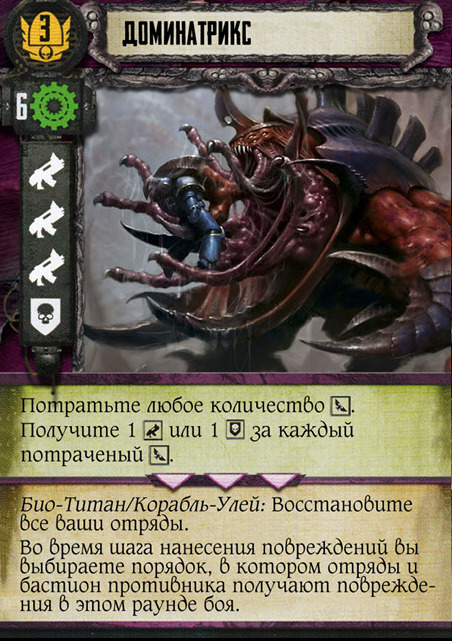 3
ДОМИНАТРИКС
6
Потратьте любое количество .
Получите 1 или 1 за каждый
потраченый .
Био-Титан/Корабль-Улей: Восстановите
все ваши отряды.
Во время шага нанесения повреждений вы
выбираете порядок, в котором отряды и
бастион противника получают поврежде-
ния в этом раунде боя.